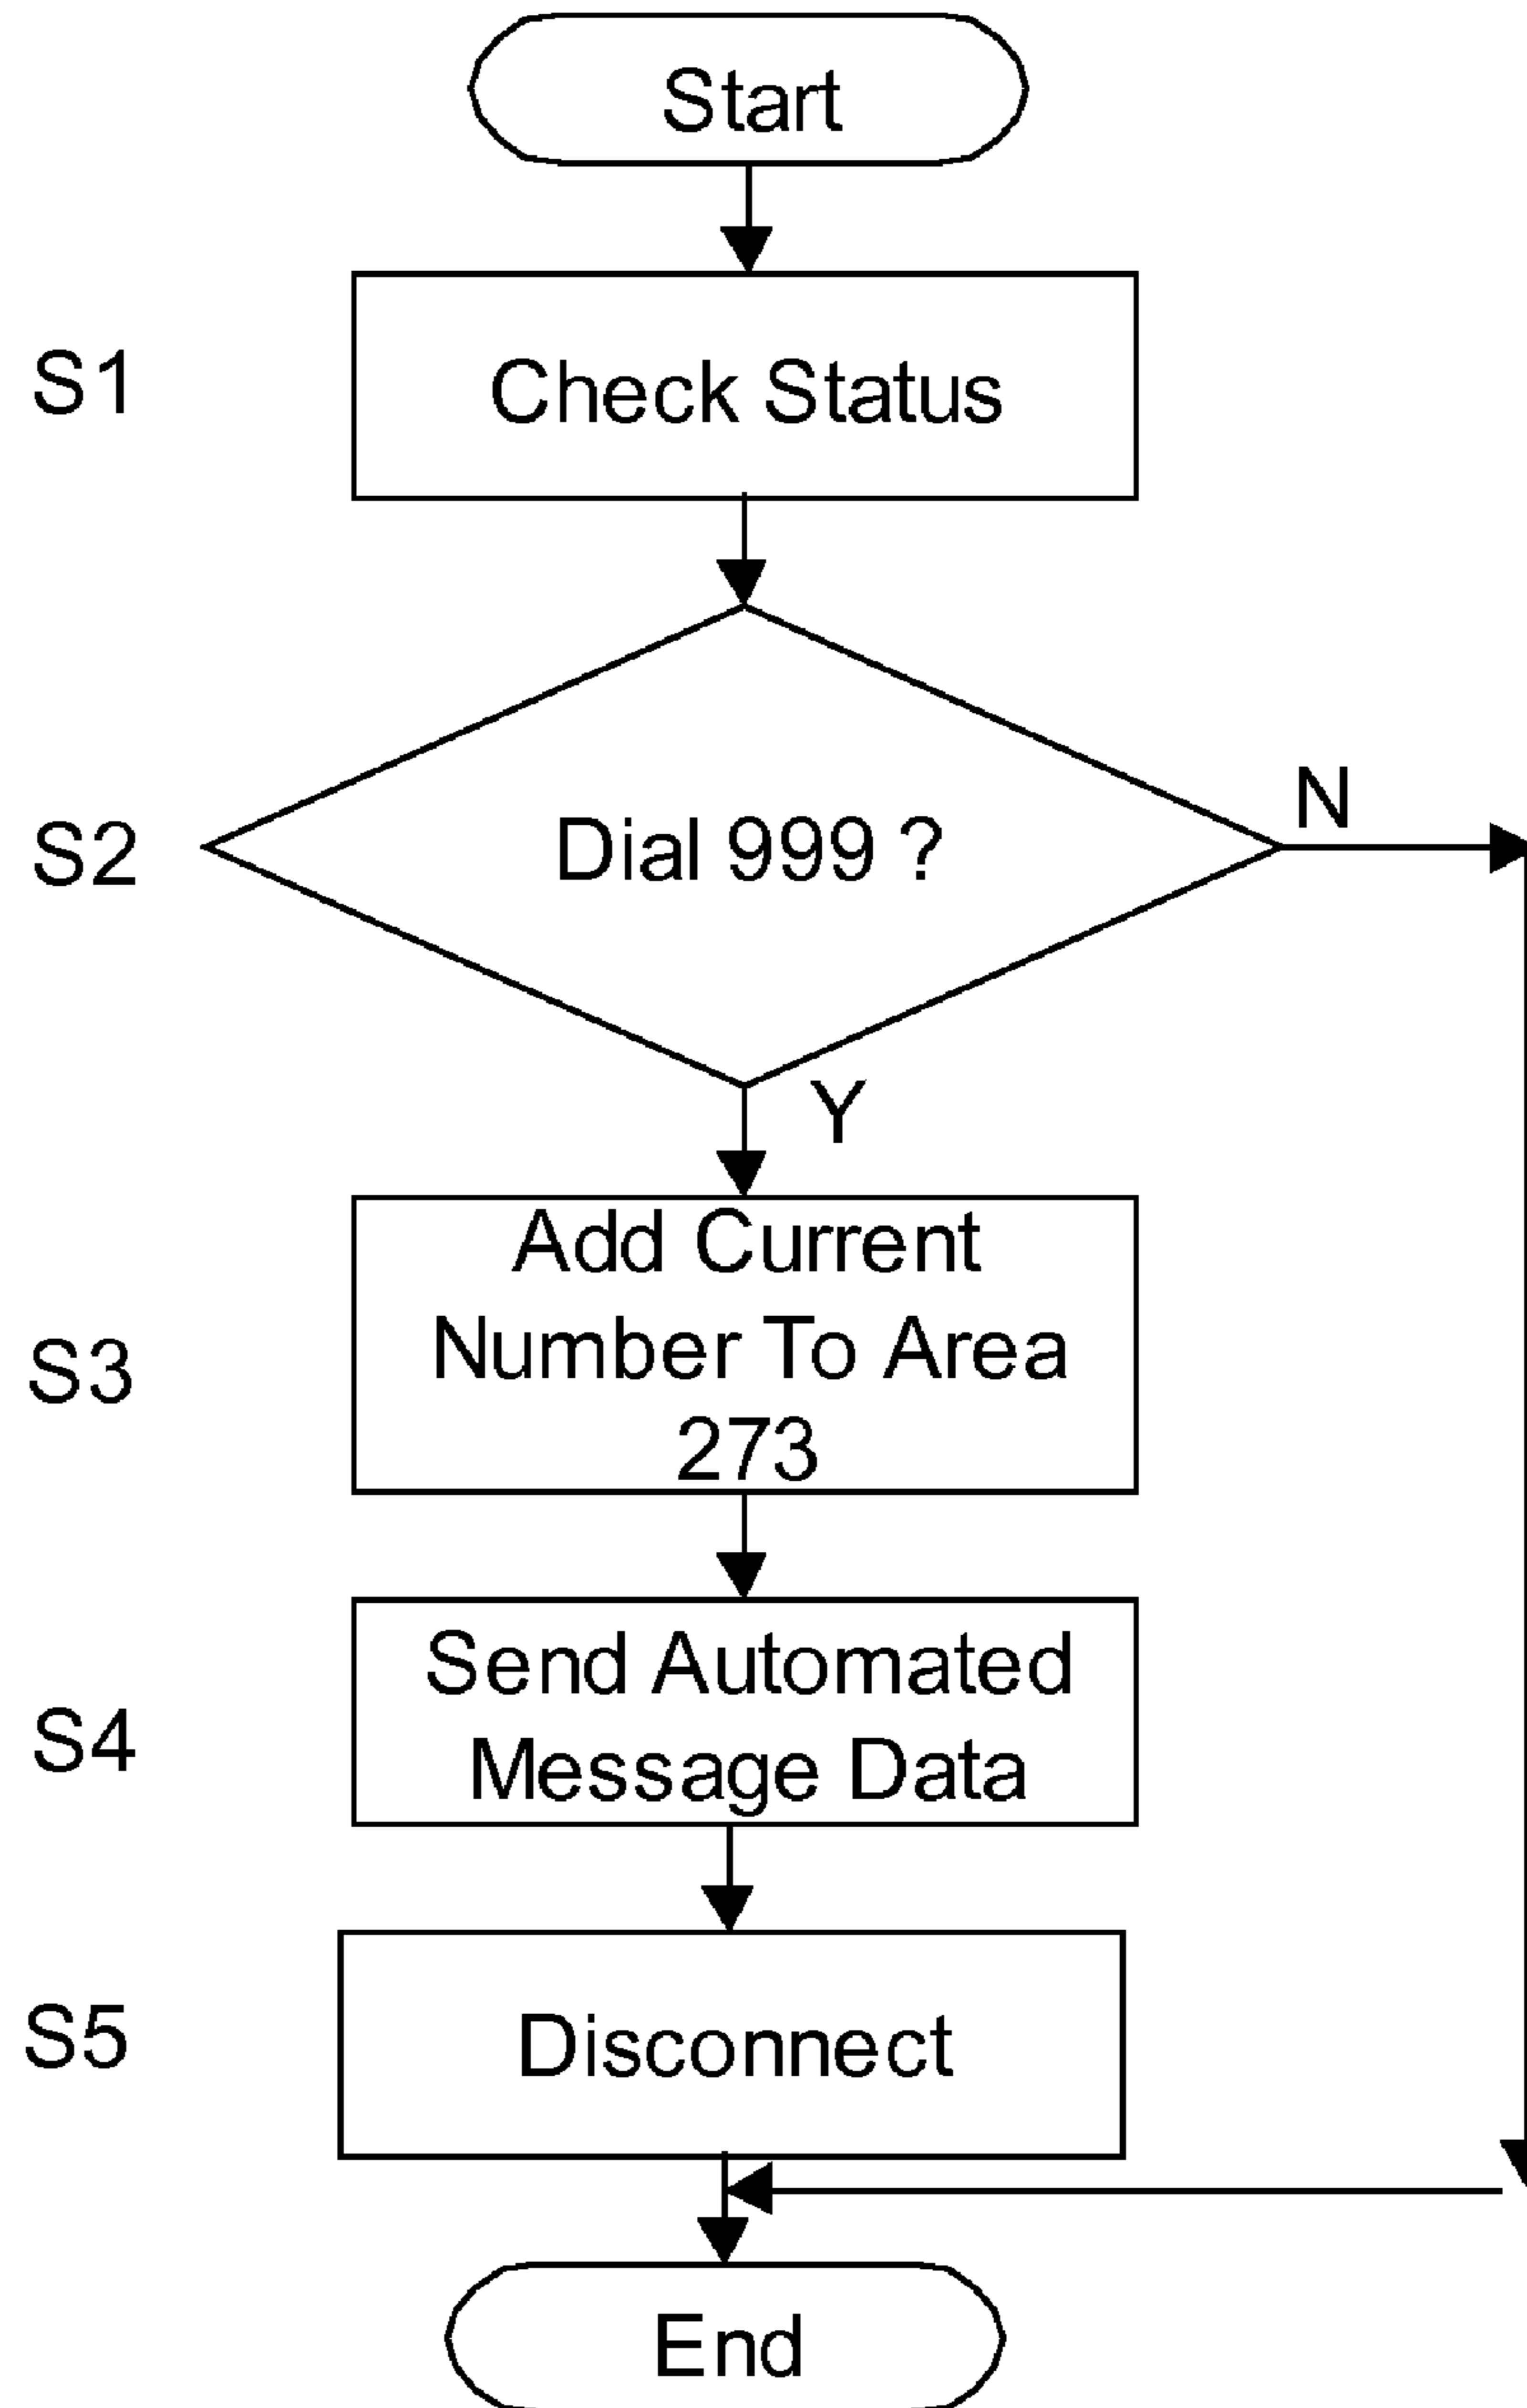 Start
S1
Check Status
S2
Dial 999 ?
N
Y
S3
Add Current
Number To Area
273
S4
Send Automated
Message Data
S5
Disconnect
End